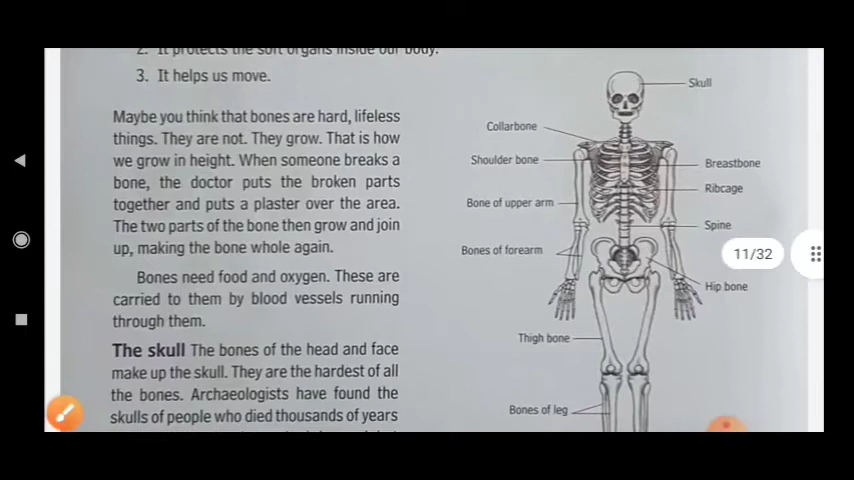 2. It protects the soft organs inside our body.
3. It helps us move.
Maybe you think that bones are hard, lifeless
things. They are not. They grow. That is how
we grow in height. When someone breaks a
bone, the doctor puts the broken parts
together and puts a plaster over the area.
The two parts of the bone then grow and join
up, making the bone whole again.
Bones need food and oxygen. These are
carried to them by blood vessels running
through them.
The skull The bones of the head and face
make up the skull. They are the hardest of all
the bones. Archaeologists have found the
skulls of people who died thousands of years
Skull
Collarbone
Shoulder bone
Breastbone
Ribcage
Bone of upper arm
Spine
Bones of forearm
11/32
Hip bone
Thigh bone
Bones of leg